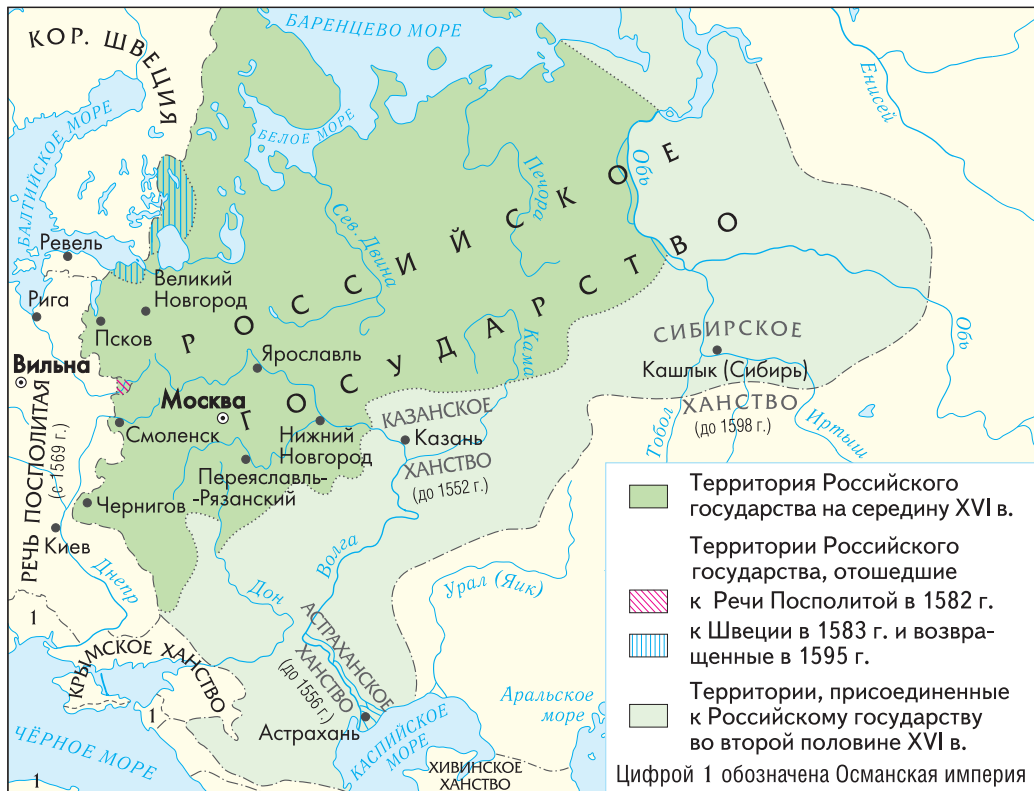 БАРЕНЦЕВО МОРЕ
КОР. ШВЕЦИЯ
Енисей
БЕЛОЕ МОРЕ
БАЛТИЙСКОЕ МОРЕ
Печора
Обь
Сев. Двина
РОССИЙСКОЕ
ГОСУДАРСТВО
Ревель
Великий
Новгород
Рига
Псков
Ярославль
Кама
СИБИРСКОЕ
Обь
Вильна
Кашлык (Сибирь)
Москва
ХАНСТВО
(до 1598 г.)
Тобол
Иртыш
КАЗАНСКОЕ
Смоленск
Нижний
Новгород
Казань
ХАНСТВО
(до 1552 г.)
Переяславль-
-Рязанский
РЕЧЬ ПОСПОЛИТАЯ
(с 1569 г.)
Чернигов
Киев
Днепр
Дон
Волга
Урал (Яик)
1
КРЫМСКОЕ ХАНСТВО
АСТРАХАНСКОЕ
ХАНСТВО
(до 1556 г.)
Аральское
море
1
Астрахань
КАСПИЙСКОЕ
МОРЕ
ЧЁРНОЕ МОРЕ
ХИВИНСКОЕ
ХАНСТВО
1
Территория Российского
государства на середину XVI в.
Территории Российского
государства, отошедшие
к Речи Посполитой в 1582 г.
к Швеции в 1583 г. и возвра-
щенные в 1595 г.
Территории, присоединенные
к Российскому государству
во второй половине XVI в.
Цифрой 1 обозначена Османская империя